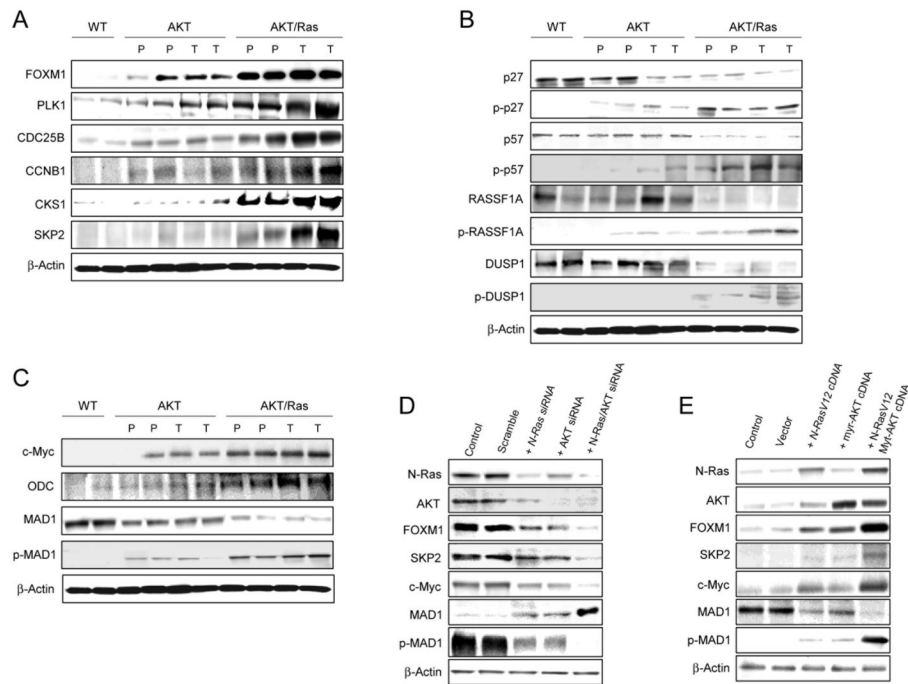 A
WT AKT AKT/Ras
P P T T P P T T
FOXM1
PLK1
CDC25B
CCNB1
CKS1
SKP2
β-Actin
B
WT AKT AKT/Ras
P P T T P P T T
p27
p-p27
p57
p-p57
RASSF1A
p-RASSF1A
DUSP1
p-DUSP1
β-Actin
C
WT AKT AKT/Ras
P P T T P P T T
c-Myc
ODC
MAD1
p-MAD1
β-Actin
D
Control
Scramble
+ N-Ras siRNA
+ AKT siRNA
+ N-Ras/AKT siRNA
N-Ras
AKT
FOXM1
SKP2
c-Myc
MAD1
p-MAD1
β-Actin
E
Control
Vector
+ N-RasV12 cDNA
+ myr-AKT cDNA
+ N-RasV12
Myt-AKT cDNA
N-Ras
AKT
FOXM1
SKP2
c-Myc
MAD1
p-MAD1
β-Actin